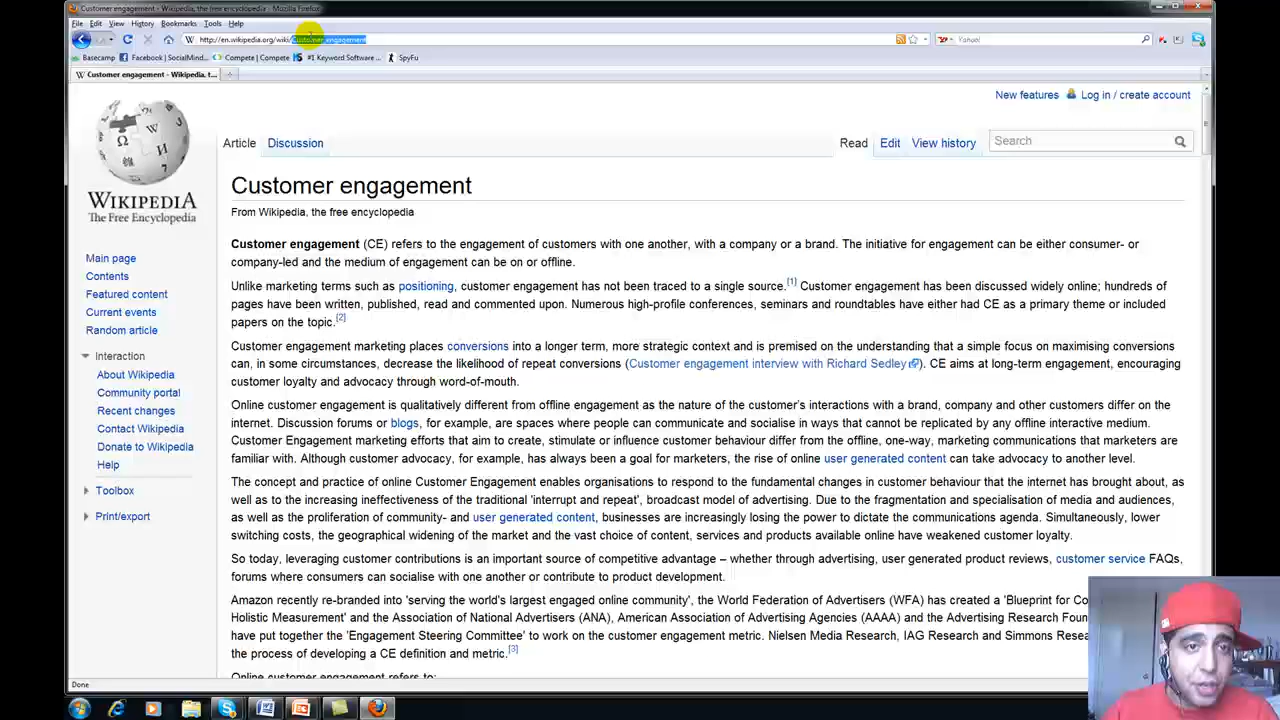 Customer engagement - Wikipedia, the free encyclopedia - Mozilla Firefox
File Edit View History Bookmarks Tools Help
http://en.wikipedia.org/wiki/Customer_engagement
Yahoo!
Basecamp Facebook | SocialMind... Compete | Compete #1 Keyword Software ... SpyFu
Customer engagement - Wikipedia, t...
New features Log in / create account
Article Discussion Read Edit View history Search
WIKIPEDIA
The Free Encyclopedia
Main page
Contents
Featured content
Current events
Random article
Interaction
About Wikipedia
Community portal
Recent changes
Contact Wikipedia
Donate to Wikipedia
Help
Toolbox
Print/export
Customer engagement
From Wikipedia, the free encyclopedia
Customer engagement (CE) refers to the engagement of customers with one another, with a company or a brand. The initiative for engagement can be either consumer- or
company-led and the medium of engagement can be on or offline.
Unlike marketing terms such as positioning, customer engagement has not been traced to a single source.[1] Customer engagement has been discussed widely online; hundreds of
pages have been written, published, read and commented upon. Numerous high-profile conferences, seminars and roundtables have either had CE as a primary theme or included
papers on the topic.[2]
Customer engagement marketing places conversions into a longer term, more strategic context and is premised on the understanding that a simple focus on maximising conversions
can, in some circumstances, decrease the likelihood of repeat conversions (Customer engagement interview with Richard Sedley). CE aims at long-term engagement, encouraging
customer loyalty and advocacy through word-of-mouth.
Online customer engagement is qualitatively different from offline engagement as the nature of the customer's interactions with a brand, company and other customers differ on the
internet. Discussion forums or blogs, for example, are spaces where people can communicate and socialise in ways that cannot be replicated by any offline interactive medium.
Customer Engagement marketing efforts that aim to create, stimulate or influence customer behaviour differ from the offline, one-way, marketing communications that marketers are
familiar with. Although customer advocacy, for example, has always been a goal for marketers, the rise of online user generated content can take advocacy to another level.
The concept and practice of online Customer Engagement enables organisations to respond to the fundamental changes in customer behaviour that the internet has brought about, as
well as to the increasing ineffectiveness of the traditional 'interrupt and repeat', broadcast model of advertising. Due to the fragmentation and specialisation of media and audiences,
as well as the proliferation of community- and user generated content, businesses are increasingly losing the power to dictate the communications agenda. Simultaneously, lower
switching costs, the geographical widening of the market and the vast choice of content, services and products available online have weakened customer loyalty.
So today, leveraging customer contributions is an important source of competitive advantage – whether through advertising, user generated product reviews, customer service FAQs,
forums where consumers can socialise with one another or contribute to product development.
Amazon recently re-branded into 'serving the world's largest engaged online community', the World Federation of Advertisers (WFA) has created a 'Blueprint for Co
Holistic Measurement' and the Association of National Advertisers (ANA), American Association of Advertising Agencies (AAAA) and the Advertising Research Foun
have put together the 'Engagement Steering Committee' to work on the customer engagement metric. Nielsen Media Research, IAG Research and Simmons Resea
the process of developing a CE definition and metric.[3]
Online customer engagement refers to:
Done